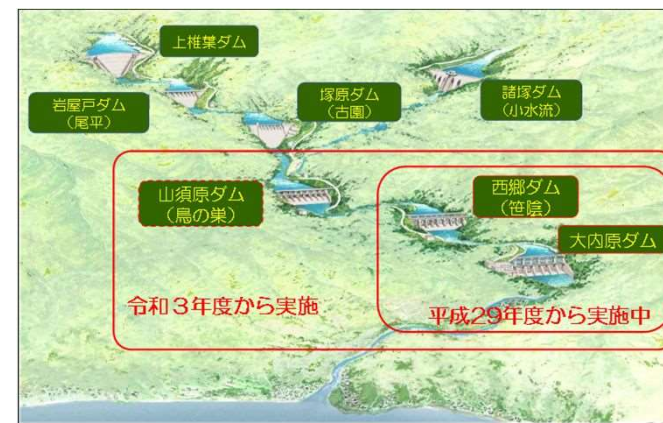 上椎葉ダム
岩屋戸ダム
（尾平）
塚原ダム
（古園）
諸塚ダム
（小水流）
山須原ダム
（鳥の巣）
西郷ダム
（笹陰）
大内原ダム
令和３年度から実施
平成29年度から実施中